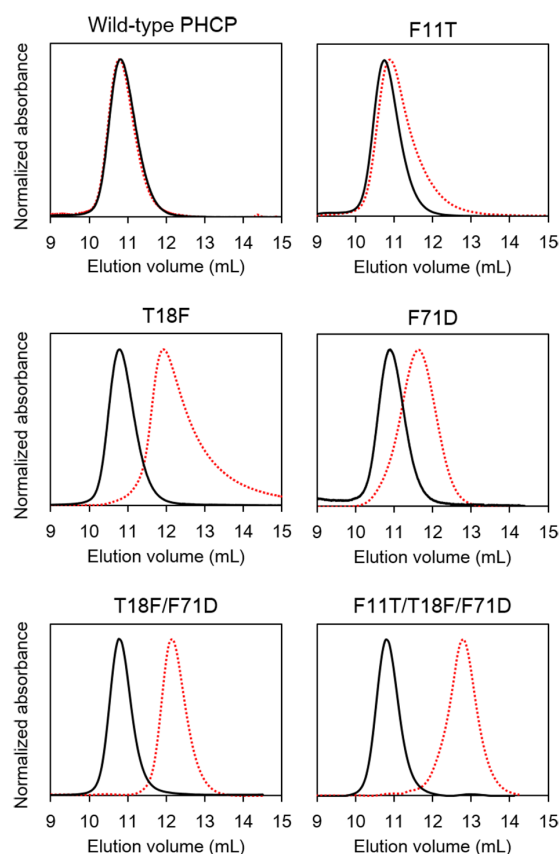 Wild-type PHCP
Normalized absorbance
9 10 11 12 13 14 15
Elution volume (mL)
F11T
9 10 11 12 13 14 15
Elution volume (mL)
T18F
Normalized absorbance
9 10 11 12 13 14 15
Elution volume (mL)
F71D
9 10 11 12 13 14 15
Elution volume (mL)
T18F/F71D
Normalized absorbance
9 10 11 12 13 14 15
Elution volume (mL)
F11T/T18F/F71D
9 10 11 12 13 14 15
Elution volume (mL)